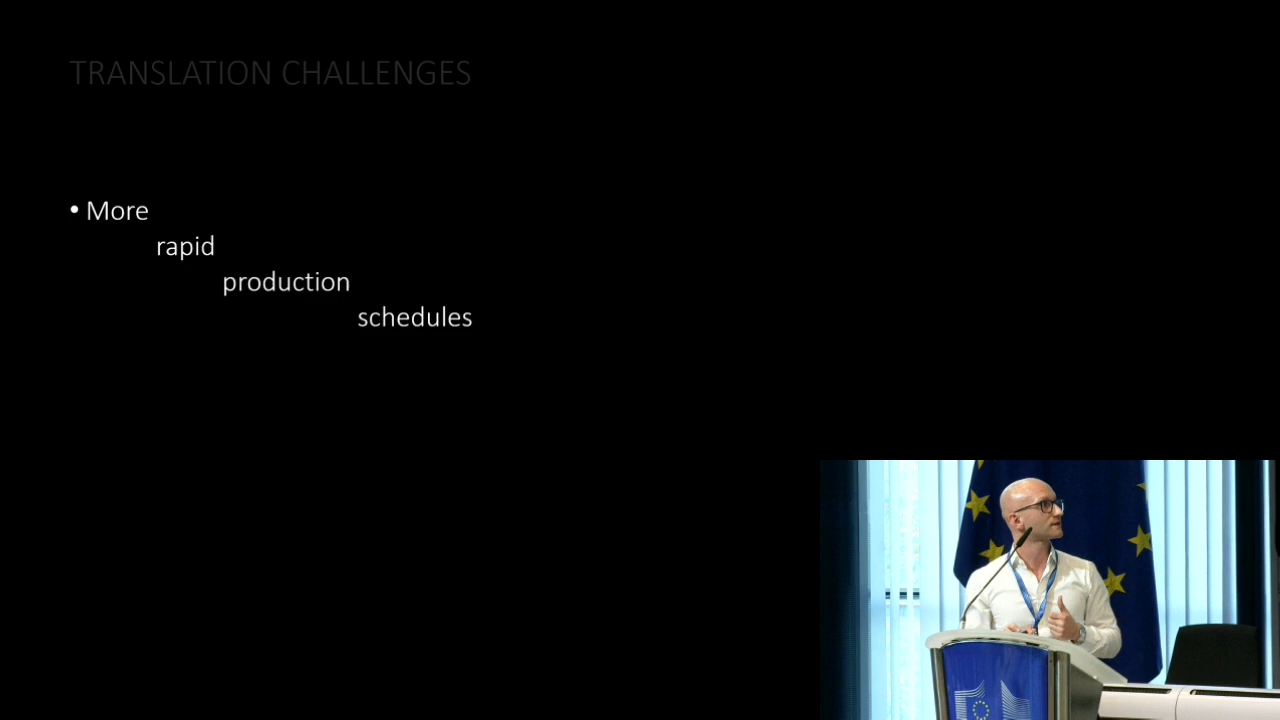 TRANSLATION CHALLENGES
• More
rapid
production
schedules